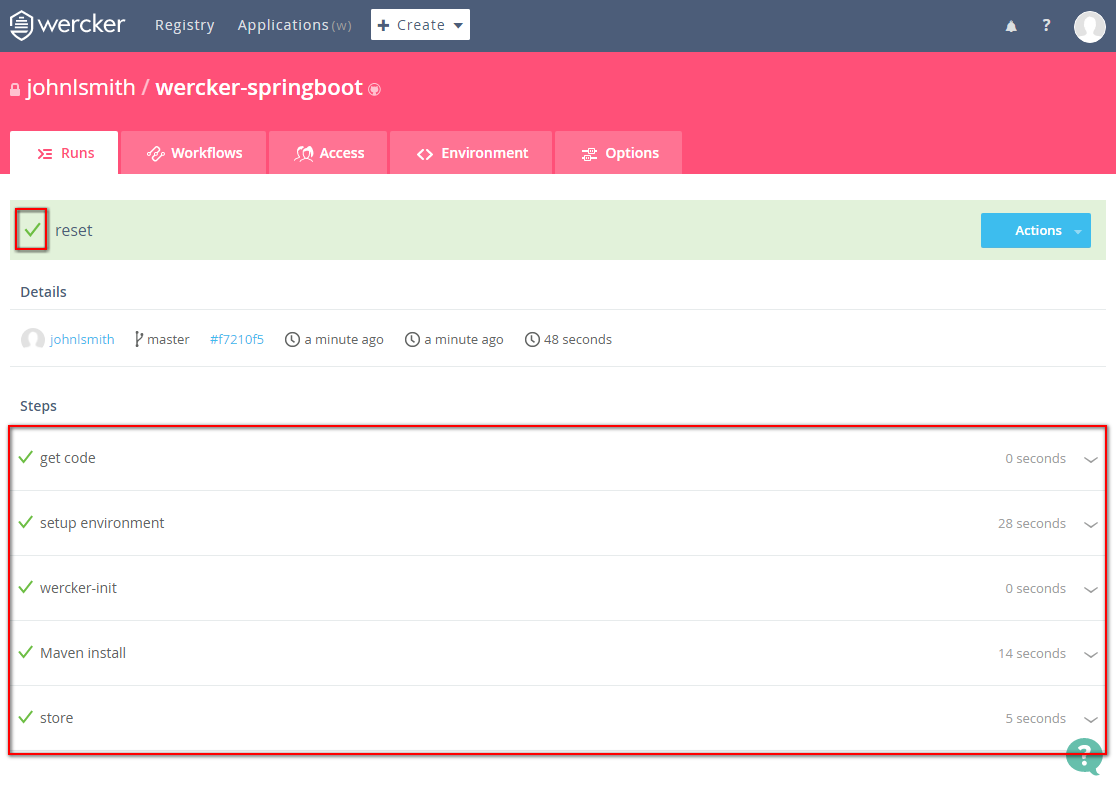 wercker Registry Applications (w) + Create ?
johnlsmith / wercker-springboot
Runs Workflows Access Environment Options
reset Actions
Details
johnlsmith master #f7210f5 a minute ago a minute ago 48 seconds
Steps
get code 0 seconds
setup environment 28 seconds
wercker-init 0 seconds
Maven install 14 seconds
store 5 seconds
?